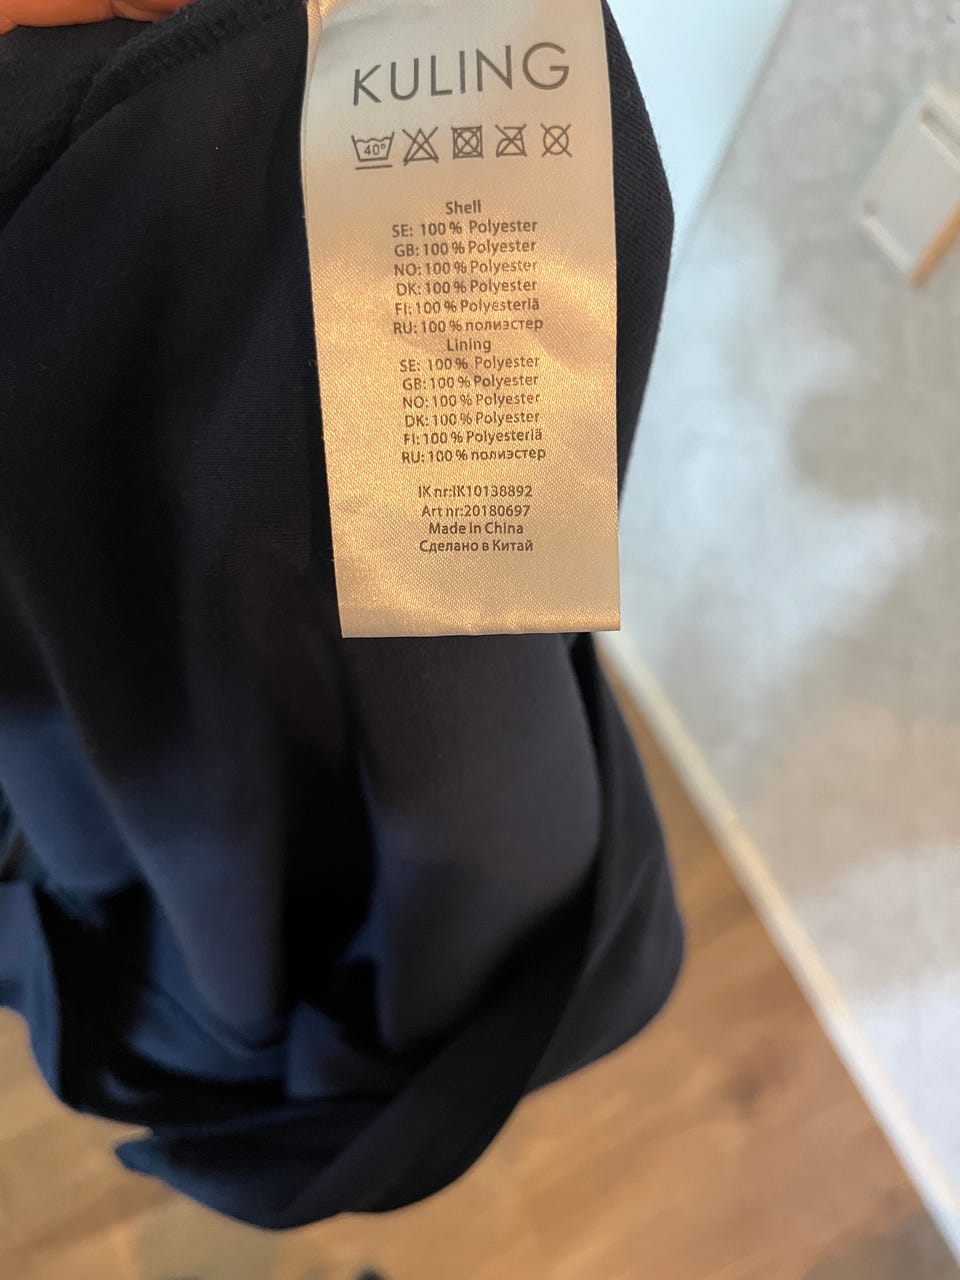 KULING
40°
Shell
SE: 100 % Polyester
GB: 100 % Polyester
NO: 100 % Polyester
DK: 100 % Polyester
FI: 100 % Polyesteriä
RU: 100 % полиэстер
Lining
SE: 100 % Polyester
GB: 100 % Polyester
NO: 100 % Polyester
DK: 100 % Polyester
FI: 100 % Polyesteriä
RU: 100 % полиэстер
IK nr:IK10138892
Art nr:20180697
Made in China
Сделано в Китай